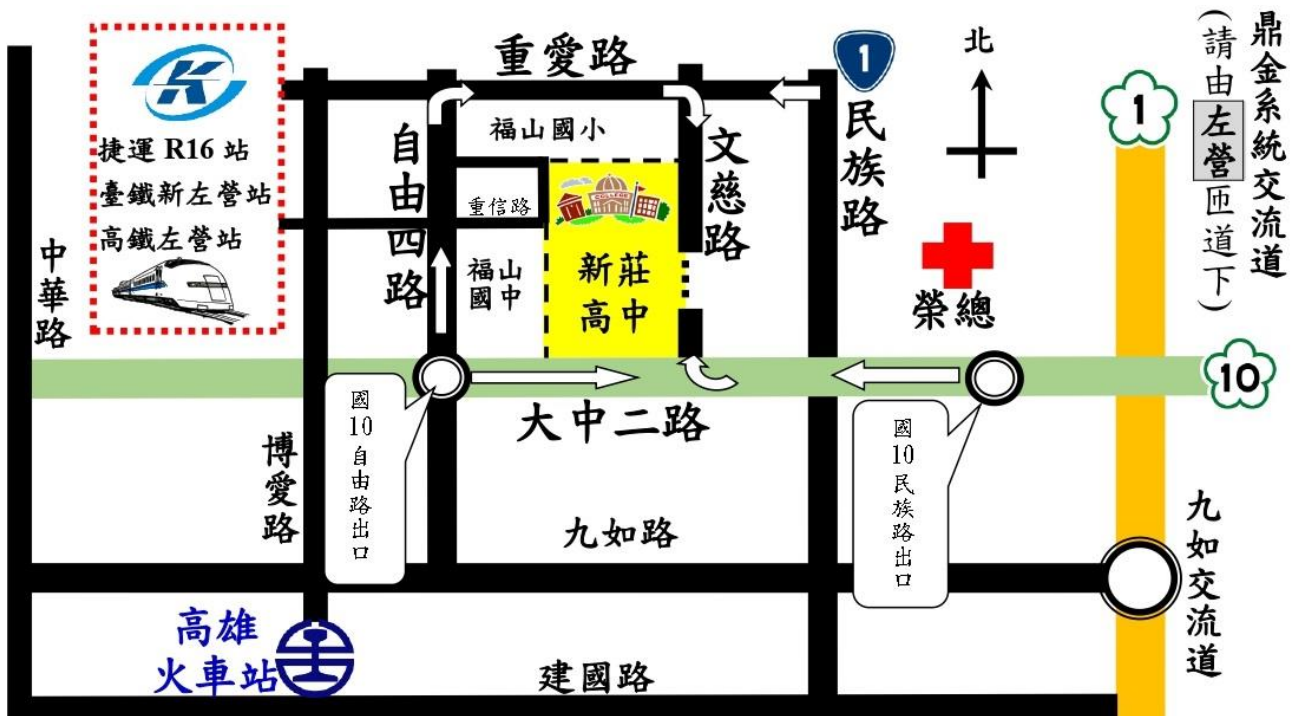 捷運 R16 站
臺鐵新左營站
高鐵左營站
中華路
重愛路
1
民族路
北
1
鼎金系統交流道
(請由左營匝道下)
自由四路
福山國小
文慈路
COLLEGE
重信路
福山
國中
新莊
高中
榮總
10
大中二路
國10自由路出口
國10民族路出口
博愛路
九如路
九如交流道
高雄
火車站
建國路